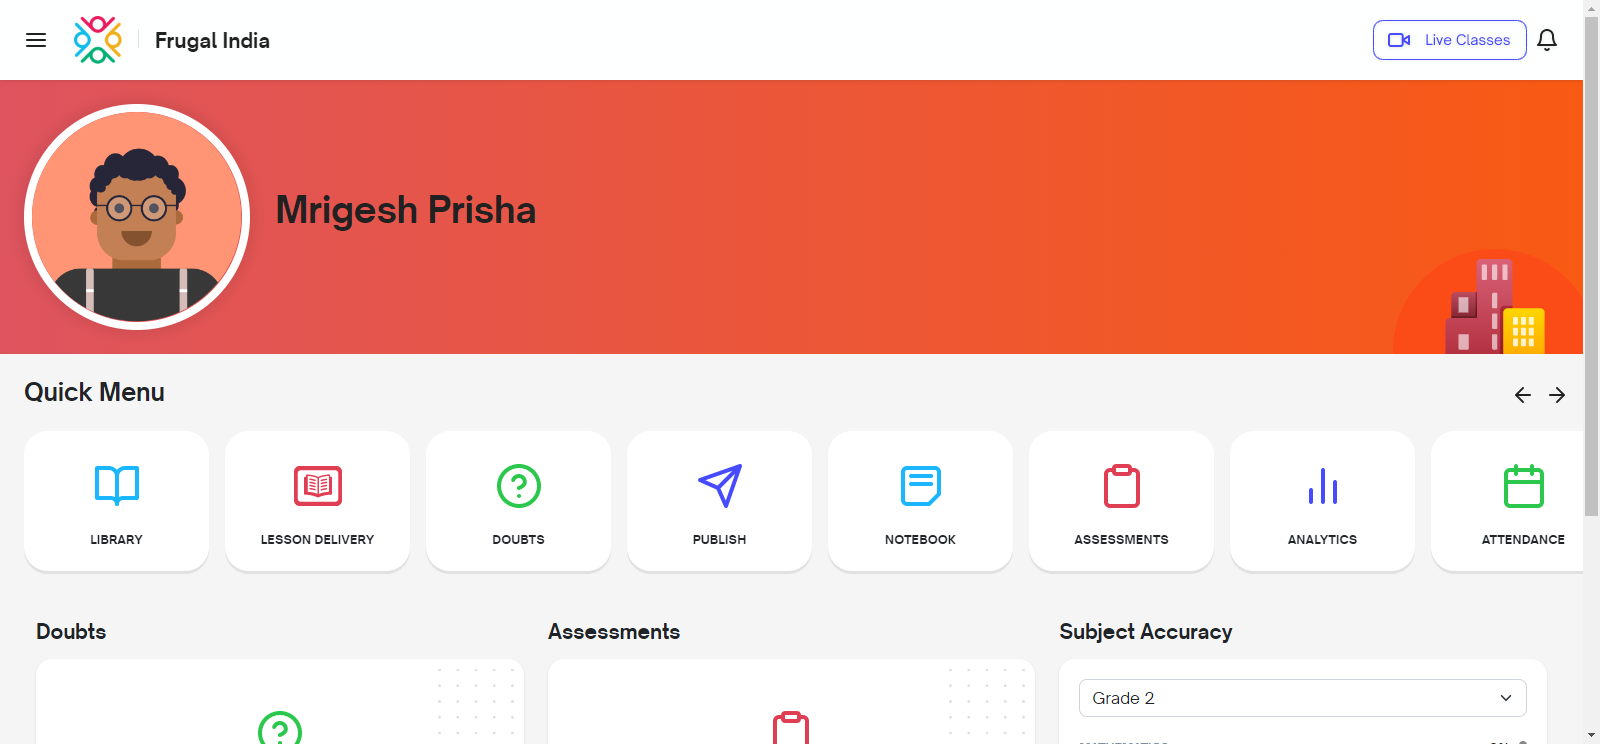 Frugal India
Live Classes
Mrigesh Prisha
Quick Menu
LIBRARY
LESSON DELIVERY
DOUBTS
PUBLISH
NOTEBOOK
ASSESSMENTS
ANALYTICS
ATTENDANCE
Doubts
Assessments
Subject Accuracy
Grade 2